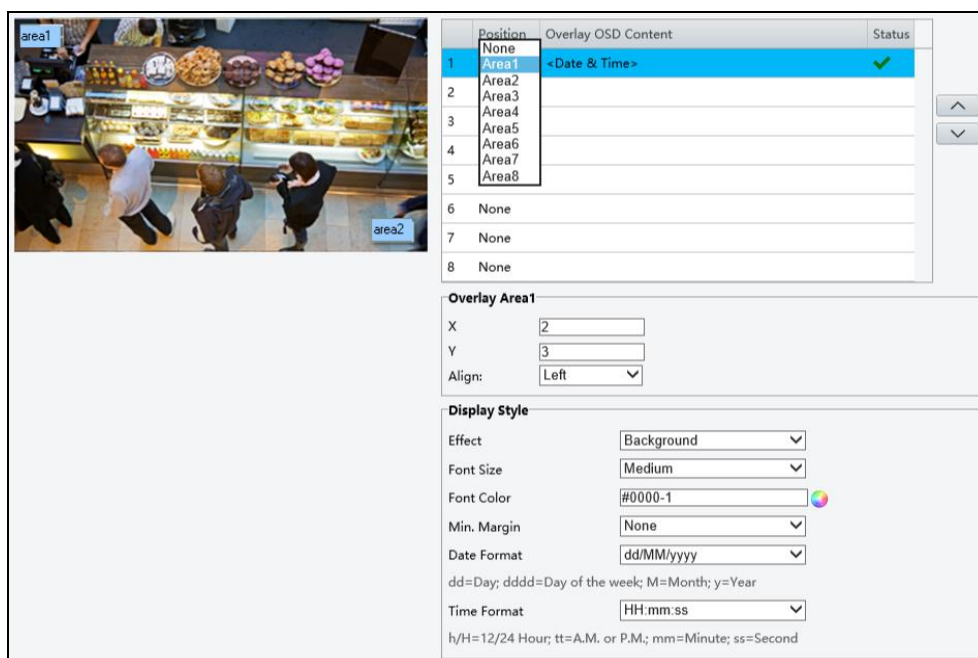 area1
area2
Position Overlay OSD Content Status
None
1 Area1 <Date & Time>
Area2
2
Area3
3 Area4
Area5
4 Area6
Area7
5 Area8
6 None
7 None
8 None
Overlay Area1
X 2
Y 3
Align: Left
Display Style
Effect Background
Font Size Medium
Font Color #0000-1
Min. Margin None
Date Format dd/MM/yyyy
dd=Day; dddd=Day of the week; M=Month; y=Year
Time Format HH:mm:ss
h/H=12/24 Hour; tt=A.M. or P.M.; mm=Minute; ss=Second